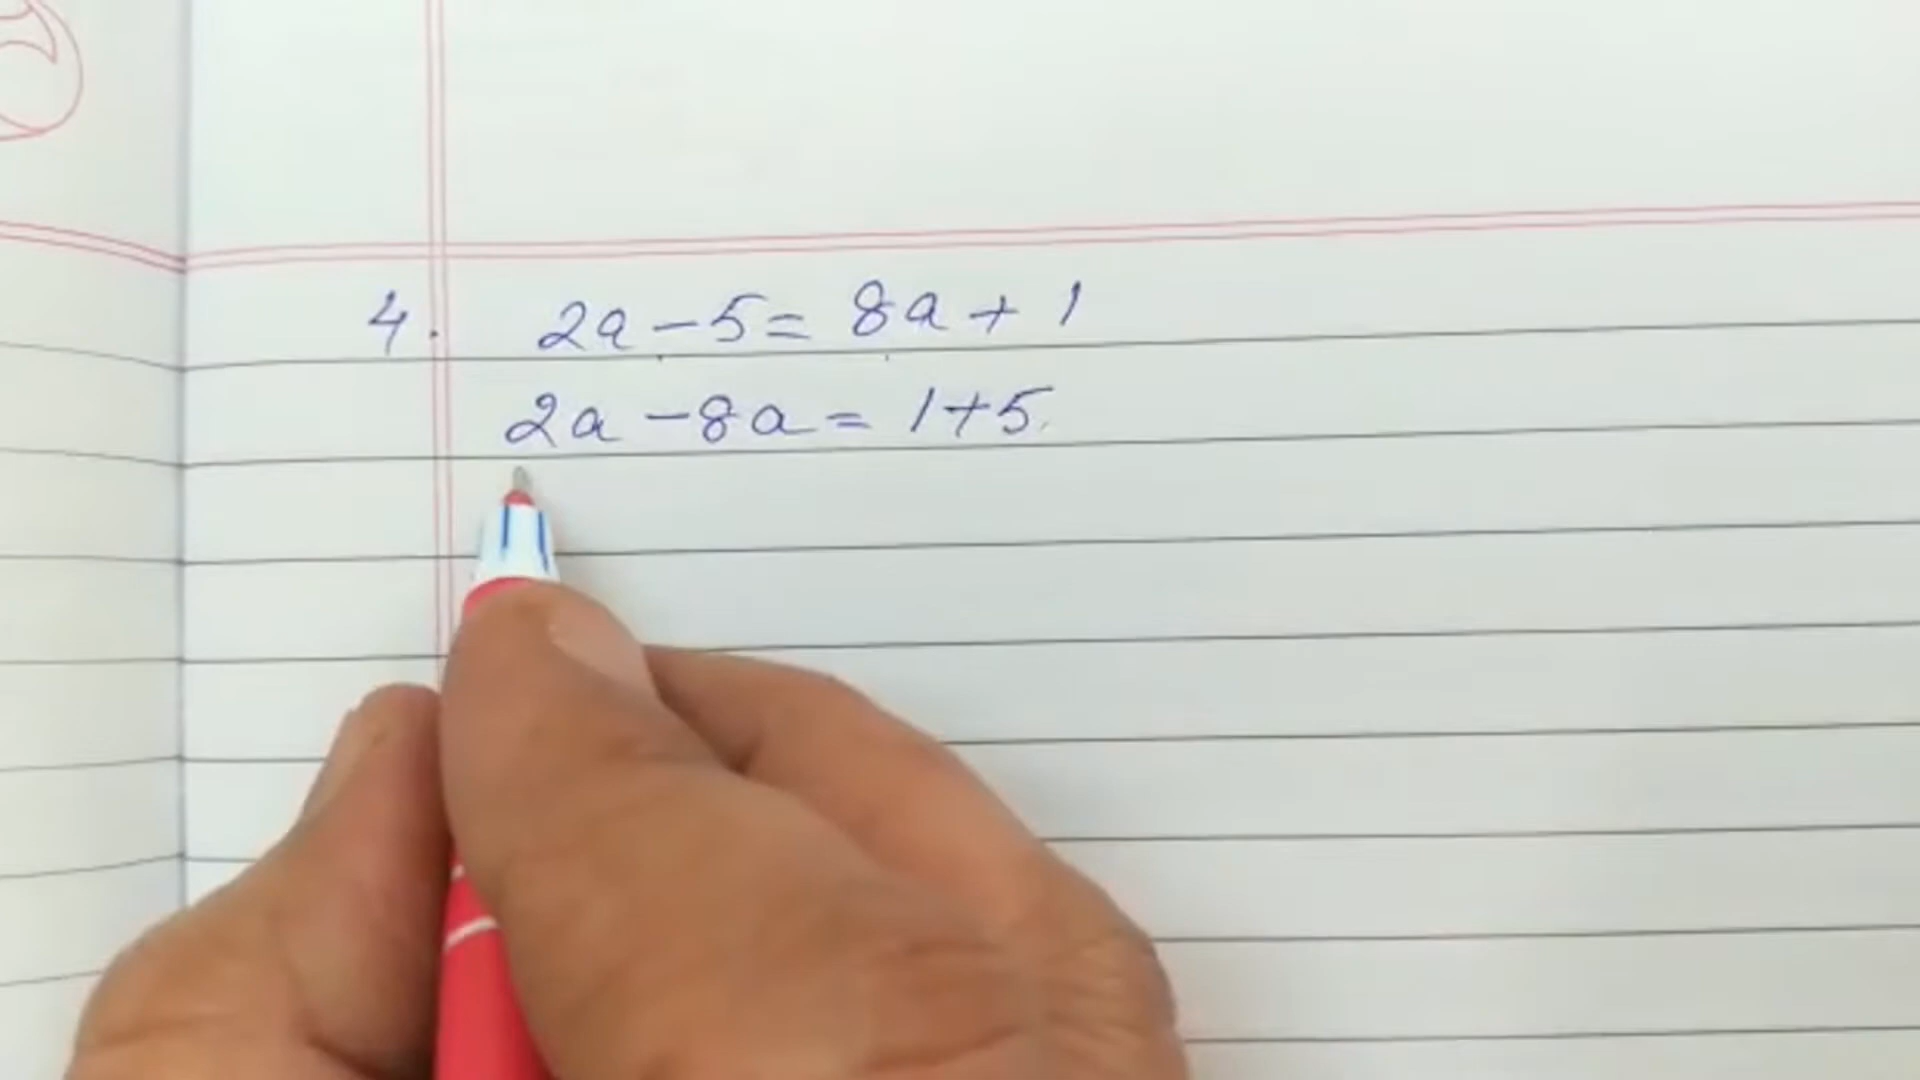 4. 2a - 5 = 8a + 1
2a - 8a = 1 + 5